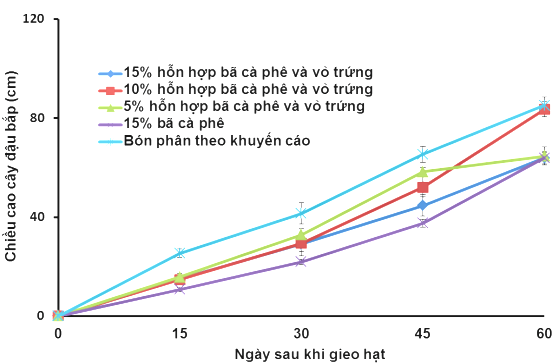 120
80
40
0
Chiều cao cây đậu bắp (cm)
15% hỗn hợp bã cà phê và vỏ trứng
10% hỗn hợp bã cà phê và vỏ trứng
5% hỗn hợp bã cà phê và vỏ trứng
15% bã cà phê
Bón phân theo khuyến cáo
0 15 30 45 60
Ngày sau khi gieo hạt